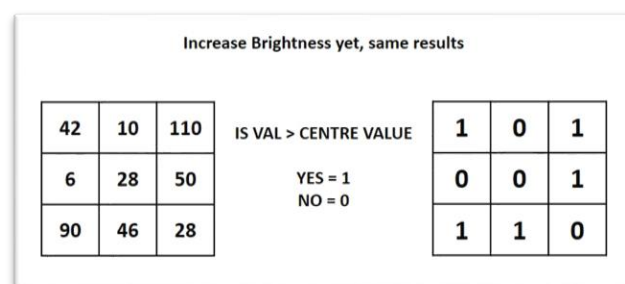 Increase Brightness yet, same results
42 10 110 IS VAL > CENTRE VALUE 1 0 1
6 28 50 YES = 1 0 0 1
NO = 0
90 46 28 1 1 0